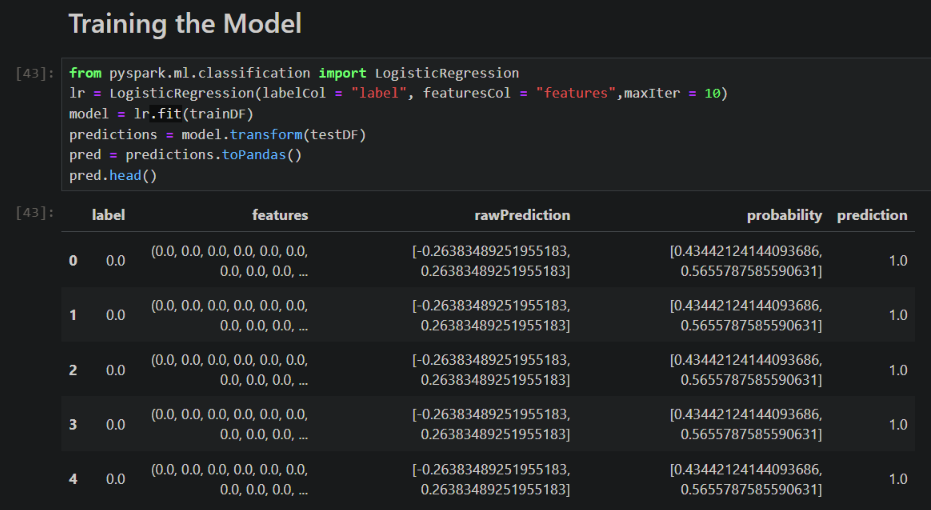 Training the Model
[43]: from pyspark.ml.classification import LogisticRegression
lr = LogisticRegression(labelCol = "label", featuresCol = "features",maxIter = 10)
model = lr.fit(trainDF)
predictions = model.transform(testDF)
pred = predictions.toPandas()
pred.head()
[43]: label features rawPrediction probability prediction
0 0.0 (0.0, 0.0, 0.0, 0.0, 0.0, 0.0, [-0.26383489251955183, [0.43442124144093686, 1.0
0.0, 0.0, 0.0, ... 0.26383489251955183] 0.5655787585590631]
1 0.0 (0.0, 0.0, 0.0, 0.0, 0.0, 0.0, [-0.26383489251955183, [0.43442124144093686, 1.0
0.0, 0.0, 0.0, ... 0.26383489251955183] 0.5655787585590631]
2 0.0 (0.0, 0.0, 0.0, 0.0, 0.0, 0.0, [-0.26383489251955183, [0.43442124144093686, 1.0
0.0, 0.0, 0.0, ... 0.26383489251955183] 0.5655787585590631]
3 0.0 (0.0, 0.0, 0.0, 0.0, 0.0, 0.0, [-0.26383489251955183, [0.43442124144093686, 1.0
0.0, 0.0, 0.0, ... 0.26383489251955183] 0.5655787585590631]
4 0.0 (0.0, 0.0, 0.0, 0.0, 0.0, 0.0, [-0.26383489251955183, [0.43442124144093686, 1.0
0.0, 0.0, 0.0, ... 0.26383489251955183] 0.5655787585590631]